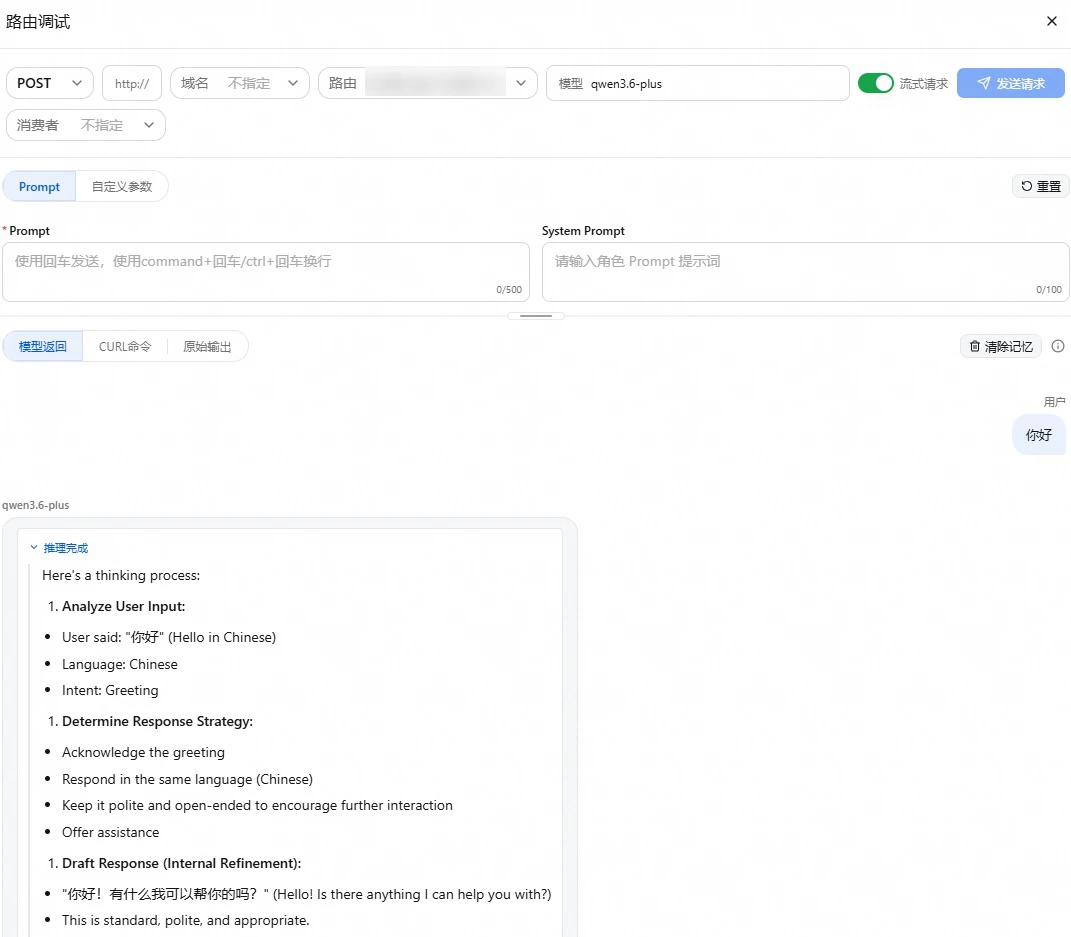 路由调试
POST http:// 域名 不指定 路由 模型 qwen3.6-plus 流式请求 发送请求
消费者 不指定
Prompt 自定义参数 重置
* Prompt System Prompt
使用回车发送，使用command+回车/ctrl+回车换行 请输入角色 Prompt 提示词
0/500 0/100
模型返回 CURL命令 原始输出 清除记忆
用户
你好
qwen3.6-plus
推理完成
Here's a thinking process:
1. Analyze User Input:
• User said: "你好" (Hello in Chinese)
• Language: Chinese
• Intent: Greeting
1. Determine Response Strategy:
• Acknowledge the greeting
• Respond in the same language (Chinese)
• Keep it polite and open-ended to encourage further interaction
• Offer assistance
1. Draft Response (Internal Refinement):
• "你好！有什么我可以帮你的吗？" (Hello! Is there anything I can help you with?)
• This is standard, polite, and appropriate.